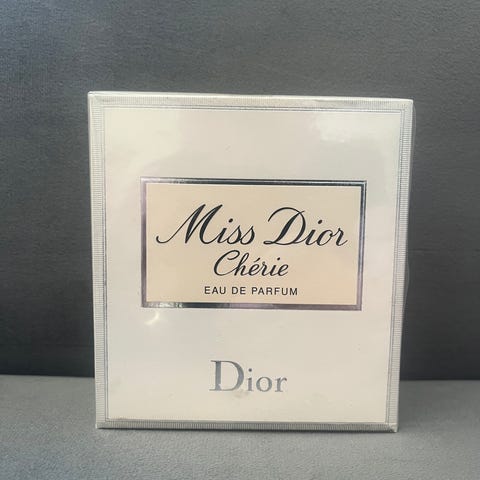 Miss Dior
Chérie
EAU DE PARFUM
Dior